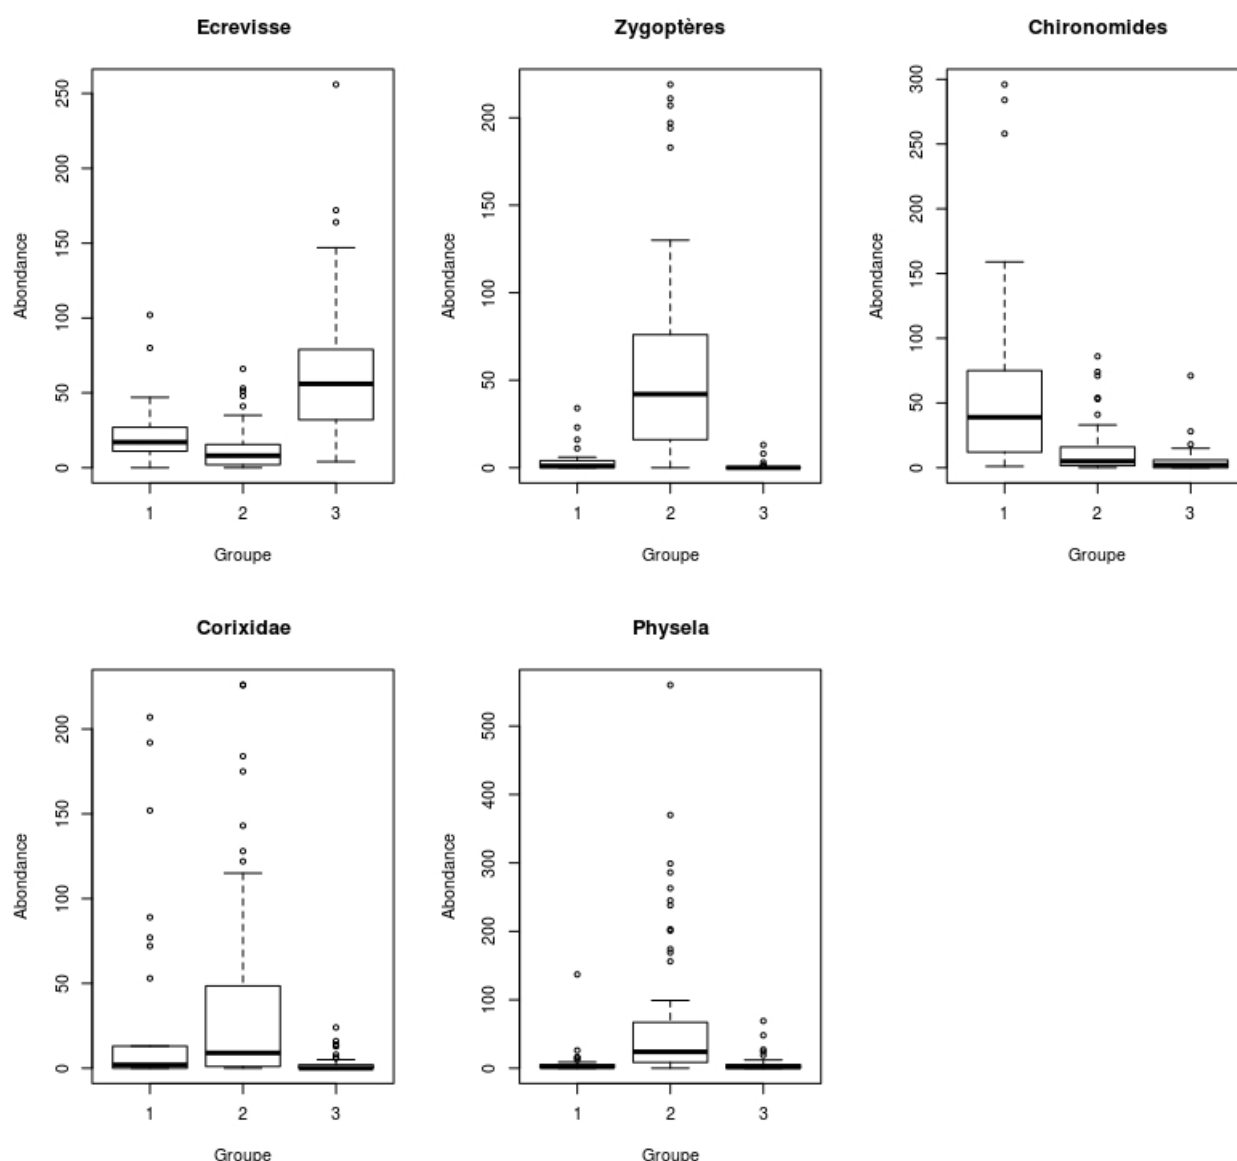 Ecrevisse
Zygoptères
Chironomides
Abondance
0 50 100 150 200 250
1 2 3
Groupe
Abondance
0 50 100 150 200
1 2 3
Groupe
Abondance
0 50 100 150 200 250 300
1 2 3
Groupe
Corixidae
Physela
Abondance
0 50 100 150 200
1 2 3
Groupe
Abondance
0 100 200 300 400 500
1 2 3
Groupe